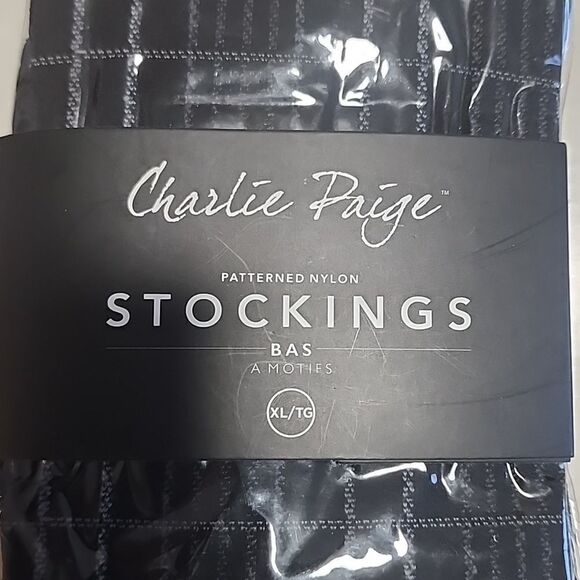 Charlie Paige™
PATTERNED NYLON
STOCKINGS
BAS
A MOTIFS
XL/TG